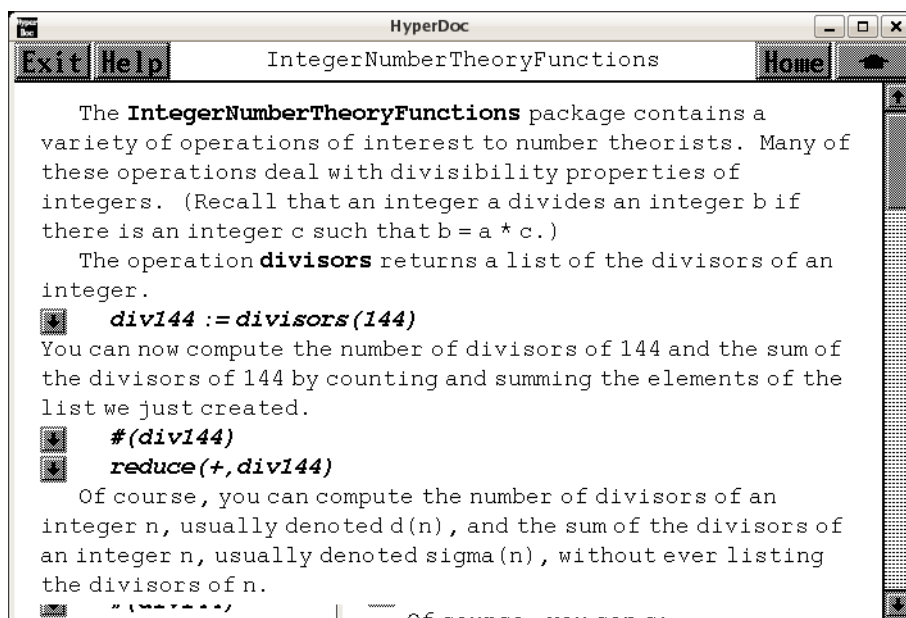 Hyper Doc
HyperDoc
Exit Help IntegerNumberTheoryFunctions Home
The IntegerNumberTheoryFunctions package contains a
variety of operations of interest to number theorists. Many of
these operations deal with divisibility properties of
integers. (Recall that an integer a divides an integer b if
there is an integer c such that b = a * c.)
The operation divisors returns a list of the divisors of an
integer.
div144 := divisors(144)
You can now compute the number of divisors of 144 and the sum of
the divisors of 144 by counting and summing the elements of the
list we just created.
#(div144)
reduce(+,div144)
Of course, you can compute the number of divisors of an
integer n, usually denoted d(n), and the sum of the divisors of
an integer n, usually denoted sigma(n), without ever listing
the divisors of n.